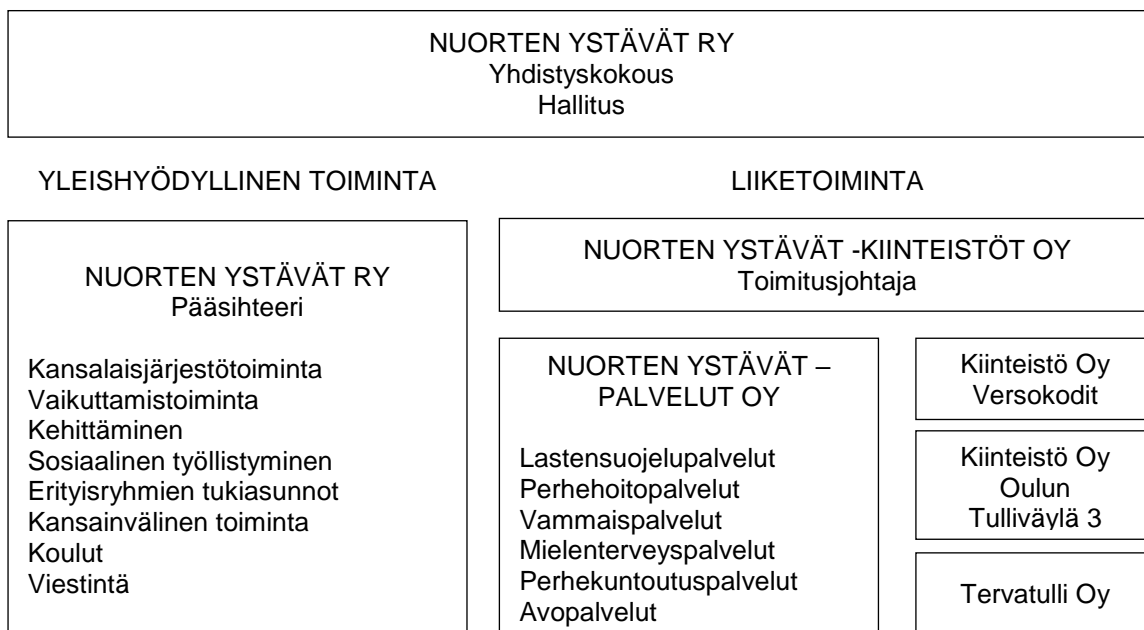 NUORTEN YSTÄVÄT RY
Yhdistyskokous
Hallitus
YLEISHYÖDYLLINEN TOIMINTA
NUORTEN YSTÄVÄT RY
Pääsihteeri
Kansalaisjärjestötoiminta
Vaikuttamistoiminta
Kehittäminen
Sosiaalinen työllistyminen
Erityisryhmien tukiasunnot
Kansainvälinen toiminta
Koulut
Viestintä
LIIKETOIMINTA
NUORTEN YSTÄVÄT -KIINTEISTÖT OY
Toimitusjohtaja
NUORTEN YSTÄVÄT –
PALVELUT OY
Lastensuojelupalvelut
Perhehoitopalvelut
Vammaispalvelut
Mielenterveyspalvelut
Perhekuntoutuspalvelut
Avopalvelut
Kiinteistö Oy
Versokodit
Kiinteistö Oy
Oulun
Tulliväylä 3
Tervatulli Oy